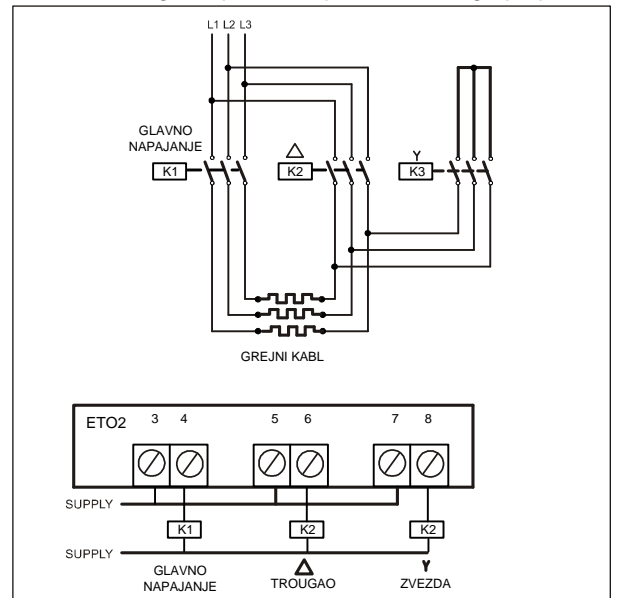 L1 L2 L3
GLAVNO
NAPAJANJE
K1
K2
Y
K3
GREJNI KABL
ETO2
3 4 5 6 7 8
SUPPLY
K1 K2 K2
SUPPLY
GLAVNO
NAPAJANJE
TROUGAO
Y
ZVEZDA